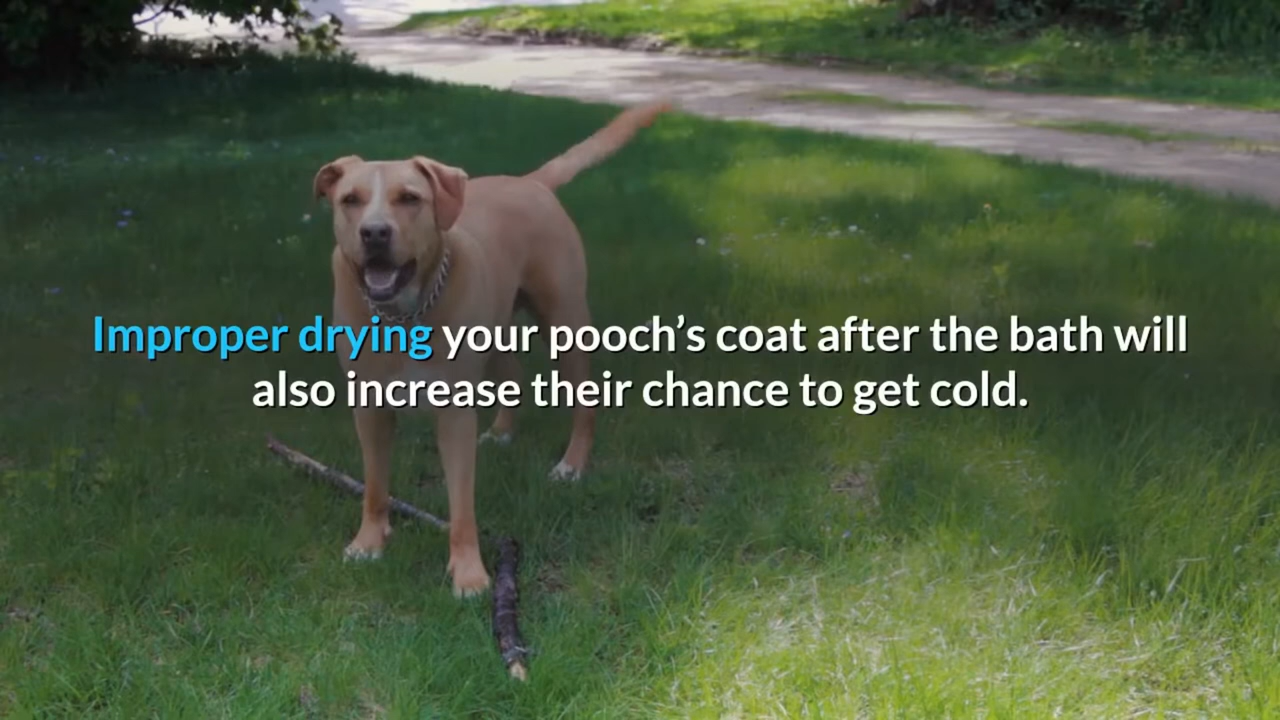 Improper drying your pooch’s coat after the bath will
also increase their chance to get cold.